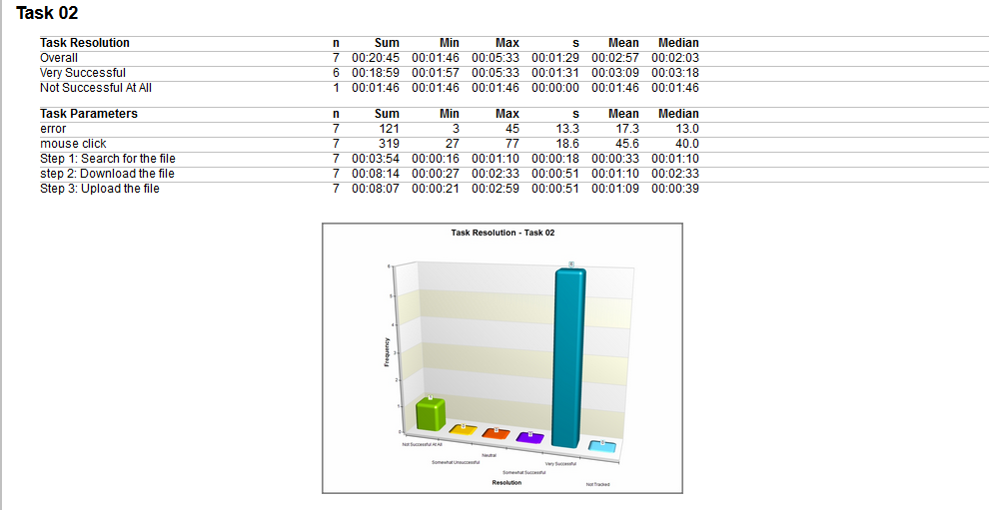 Task 02
Task Resolution n Sum Min Max s Mean Median
Overall 7 00:20:45 00:01:46 00:05:33 00:01:29 00:02:57 00:02:03
Very Successful 6 00:18:59 00:01:57 00:05:33 00:01:31 00:03:09 00:03:18
Not Successful At All 1 00:01:46 00:01:46 00:01:46 00:00:00 00:01:46 00:01:46
Task Parameters n Sum Min Max s Mean Median
error 7 121 3 45 13.3 17.3 13.0
mouse click 7 319 27 77 18.6 45.6 40.0
Step 1: Search for the file 7 00:03:54 00:00:16 00:01:10 00:00:18 00:00:33 00:01:10
step 2: Download the file 7 00:08:14 00:00:27 00:02:33 00:00:51 00:01:10 00:02:33
Step 3: Upload the file 7 00:08:07 00:00:21 00:02:59 00:00:51 00:01:09 00:00:39
Task Resolution - Task 02
6
5
4
3
2
1
0
Frequency
Not Successful At All
Somewhat Unsuccessful
Neutral
Somewhat Successful
Very Successful
Not Tracked
Resolution